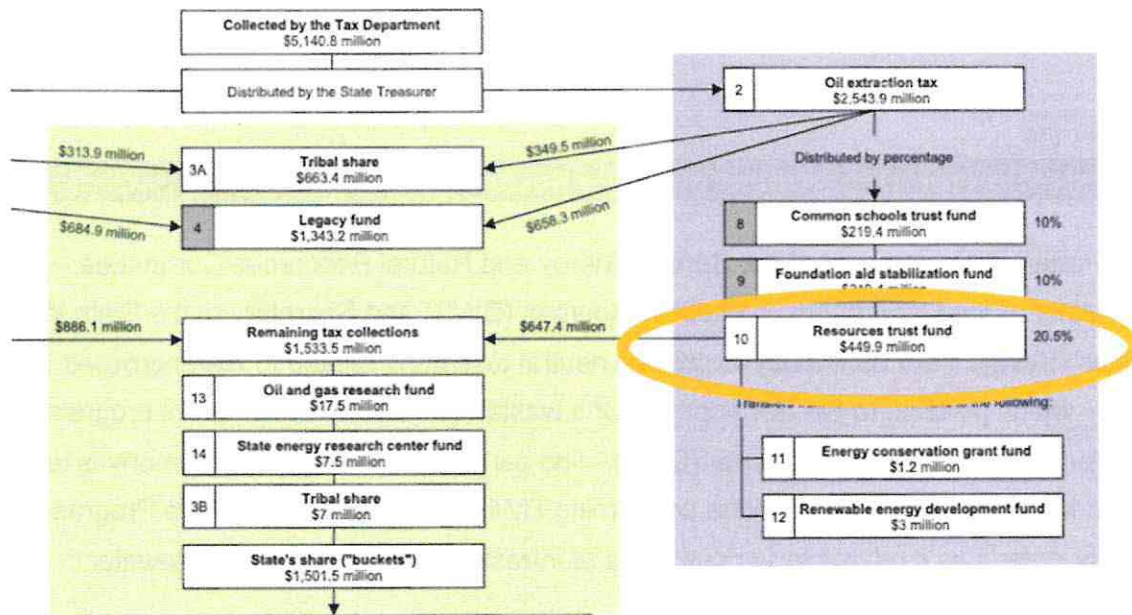 Collected by the Tax Department
$5,140.8 million
Distributed by the State Treasurer
2
Oil extraction tax
$2,543.9 million
$313.9 million
3A
Tribal share
$663.4 million
$349.5 million
Distributed by percentage
$684.9 million
4
Legacy fund
$1,343.2 million
$658.3 million
8
Common schools trust fund
$219.4 million
10%
9
Foundation aid stabilization fund
10%
$886.1 million
Remaining tax collections
$1,533.5 million
$647.4 million
10
Resources trust fund
$449.9 million
20.5%
13
Oil and gas research fund
$17.5 million
the following:
14
State energy research center fund
$7.5 million
11
Energy conservation grant fund
$1.2 million
3B
Tribal share
$7 million
12
Renewable energy development fund
$3 million
State's share ("buckets")
$1,501.5 million